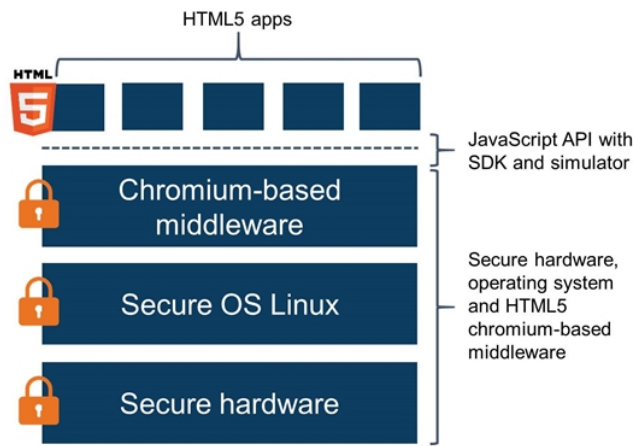 HTML5 apps
HTML
5
JavaScript API with
SDK and simulator
Chromium-based
middleware
Secure OS Linux
Secure hardware
Secure hardware,
operating system
and HTML5
chromium-based
middleware